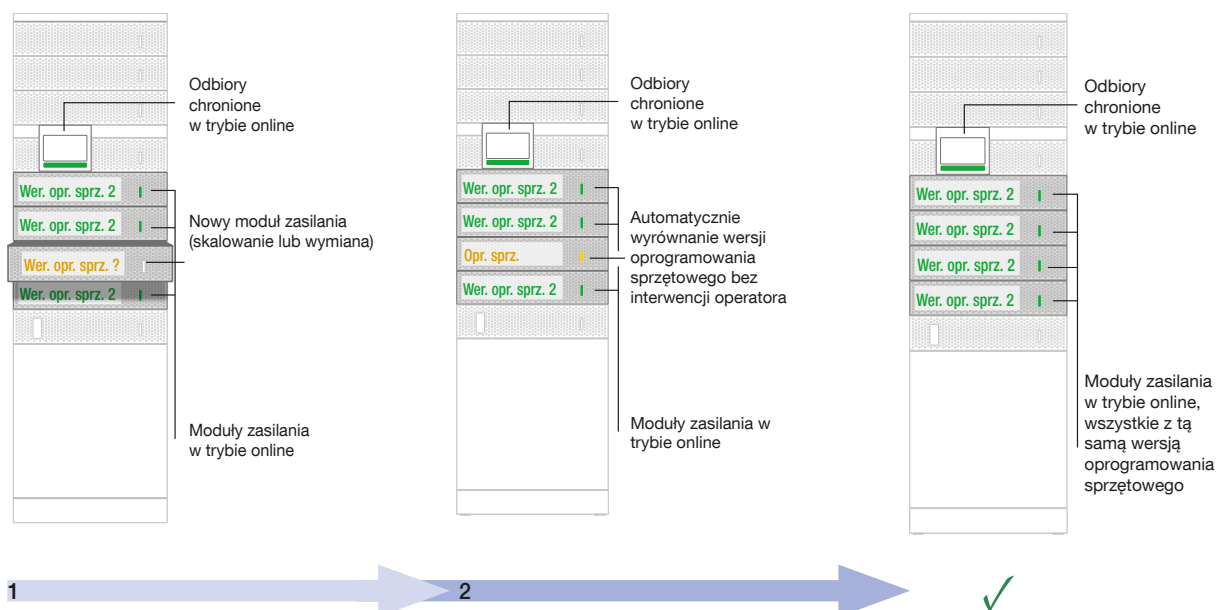 Odbiory
chronione
w trybie online
Wer. opr. sprz. 2
Wer. opr. sprz. 2
Wer. opr. sprz. ?
Wer. opr. sprz. 2
Nowy moduł zasilania
(skalowanie lub wymiana)
Moduły zasilania
w trybie online
Odbiory
chronione
w trybie online
Wer. opr. sprz. 2
Wer. opr. sprz. 2
Opr. sprz.
Wer. opr. sprz. 2
Automatycznie
wyrównanie wersji
oprogramowania
sprzętowego bez
interwencji operatora
Moduły zasilania w
trybie online
Odbiory
chronione
w trybie online
Wer. opr. sprz. 2
Wer. opr. sprz. 2
Wer. opr. sprz. 2
Wer. opr. sprz. 2
Moduły zasilania
w trybie online,
wszystkie z tą
samą wersją
oprogramowania
sprzętowego
1
2